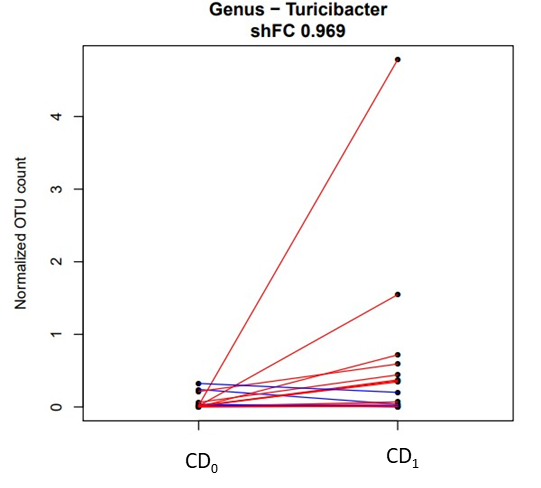 Genus − Turicibacter
shFC 0.969
Normalized OTU count
4
3
2
1
0
CD₀
CD₁